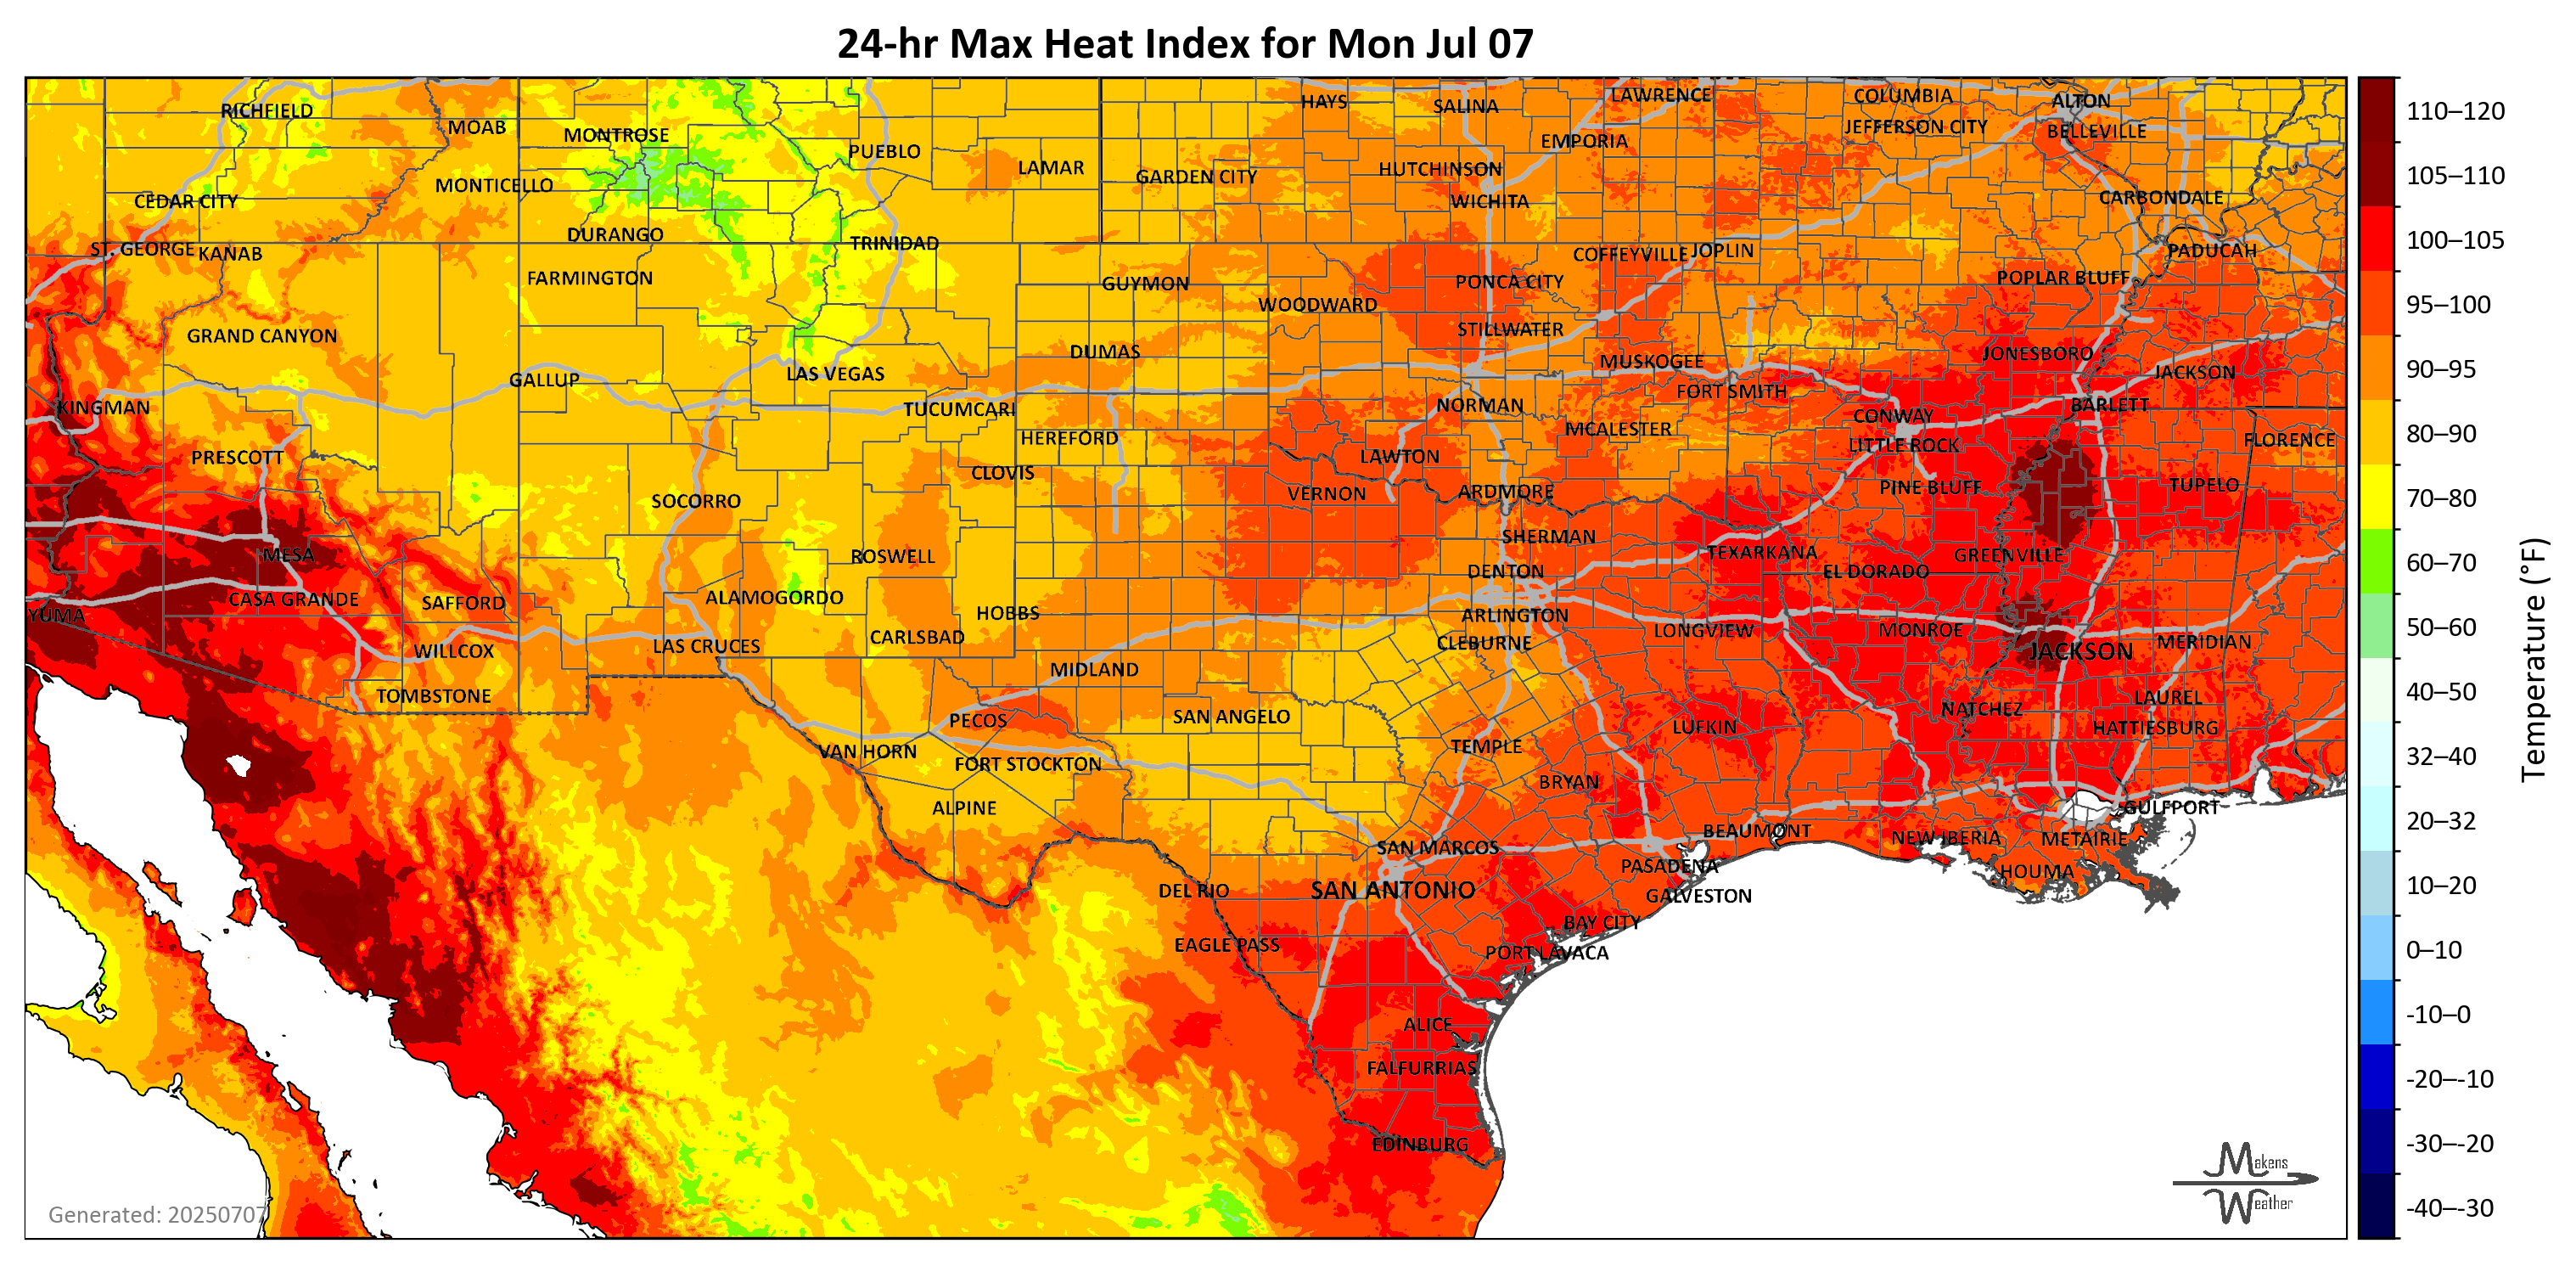 24-hr Max Heat Index for Mon Jul 07
RICHFIELD
MOAB
MONTROSE
PUEBLO
LAMAR
GARDEN CITY
HAYS
SALINA
LAWRENCE
COLUMBIA
ALTON
JEFFERSON CITY
BELLEVILLE
EMPORIA
HUTCHINSON
MONTICELLO
CEDAR CITY
WICHITA
CARBONDALE
DURANGO
TRINIDAD
ST. GEORGE
KANAB
COFFEYVILLE
JOPLIN
PADUCAH
FARMINGTON
GUYMON
PONCA CITY
POPLAR BLUFF
WOODWARD
GRAND CANYON
STILLWATER
DUMAS
MUSKOGEE
JONESBORO
GALLUP
LAS VEGAS
FORT SMITH
JACKSON
KINGMAN
TUCUMCARI
NORMAN
CONWAY
BARLETT
HEREFORD
MCALESTER
LITTLE ROCK
FLORENCE
PRESCOTT
CLOVIS
LAWTON
SOCORRO
VERNON
ARDMORE
PINE BLUFF
TUPELO
MESA
ROSWELL
SHERMAN
TEXARKANA
GREENVILLE
DENTON
EL DORADO
YUMA
CASA GRANDE
SAFFORD
ALAMOGORDO
HOBBS
ARLINGTON
WILLCOX
LAS CRUCES
CARLSBAD
CLEBURNE
LONGVIEW
MONROE
JACKSON
MERIDIAN
MIDLAND
TOMBSTONE
PECOS
SAN ANGELO
LUFKIN
NATCHEZ
LAUREL
HATTIESBURG
VAN HORN
FORT STOCKTON
TEMPLE
BRYAN
ALPINE
GULFPORT
SAN MARCOS
BEAUMONT
NEW IBERIA
METAIRIE
PASADENA
HOUMA
DEL RIO
SAN ANTONIO
GALVESTON
BAY CITY
EAGLE PASS
PORT LAVACA
ALICE
FALFURRIAS
EDINBURG
Generated: 20250707
Makens
Weather
110–120
105–110
100–105
95–100
90–95
80–90
70–80
60–70
50–60
40–50
32–40
20–32
10–20
0–10
-10–0
-20–-10
-30–-20
-40–-30
Temperature (°F)